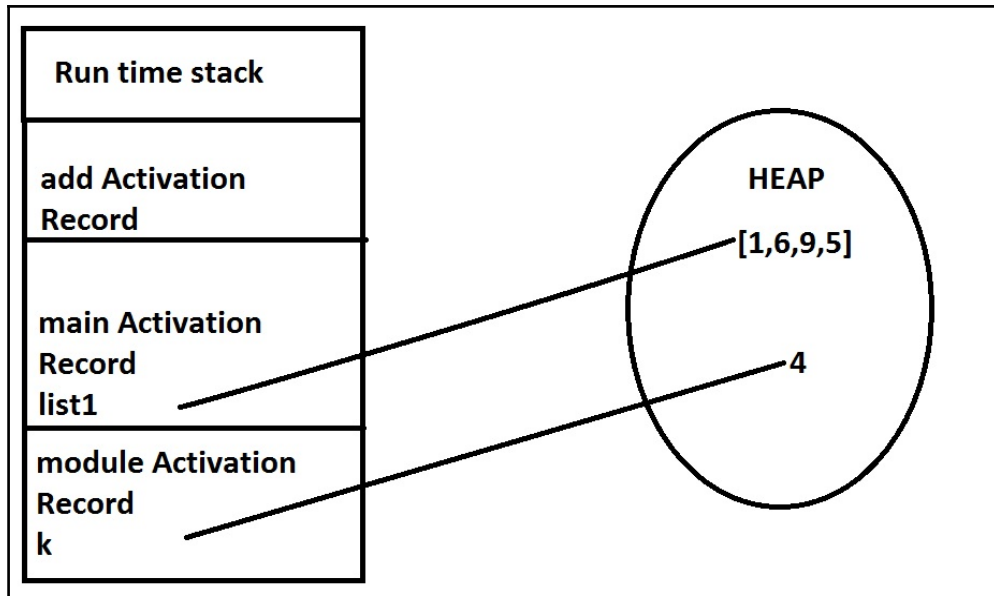 Run time stack
add Activation
Record
main Activation
Record
list1
module Activation
Record
k
HEAP
[1,6,9,5]
4